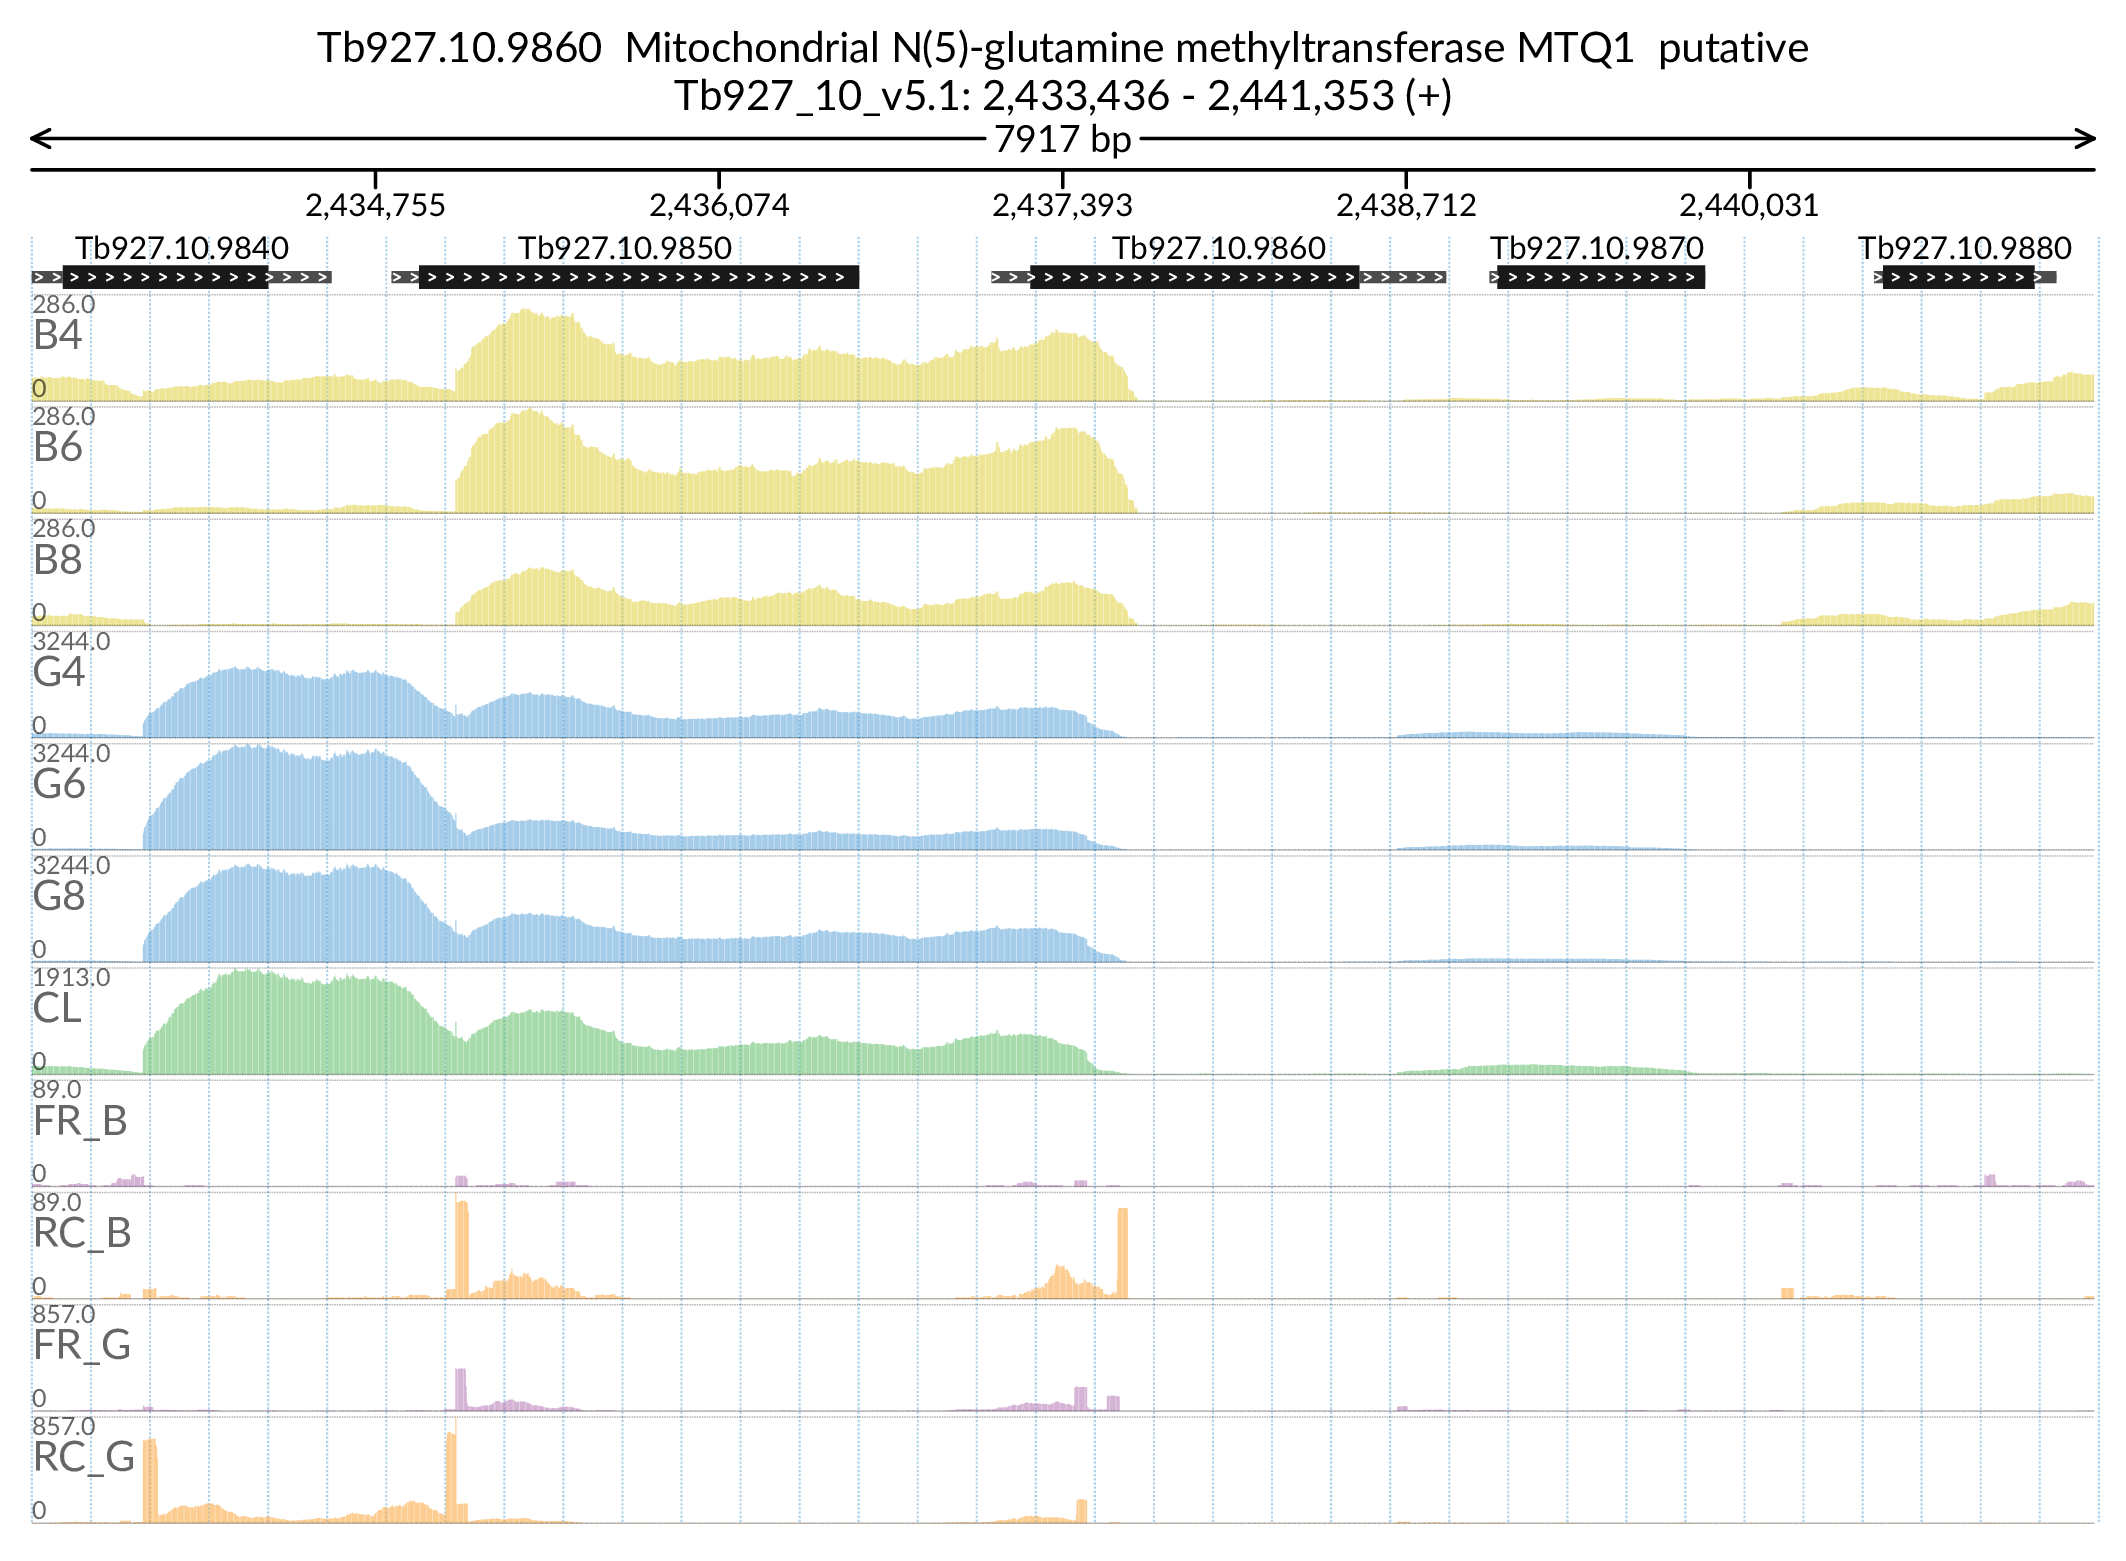 Tb927.10.9860 Mitochondrial N(5)-glutamine methyltransferase MTQ1 putative
Tb927_10_v5.1: 2,433,436 - 2,441,353 (+)
7917 bp
2,434,755 2,436,074 2,437,393 2,438,712 2,440,031
Tb927.10.9840 Tb927.10.9850 Tb927.10.9860 Tb927.10.9870 Tb927.10.9880
286.0
B4
0
286.0
B6
0
286.0
B8
0
3244.0
G4
0
3244.0
G6
0
3244.0
G8
0
1913.0
CL
0
89.0
FR_B
0
89.0
RC_B
0
857.0
FR_G
0
857.0
RC_G
0